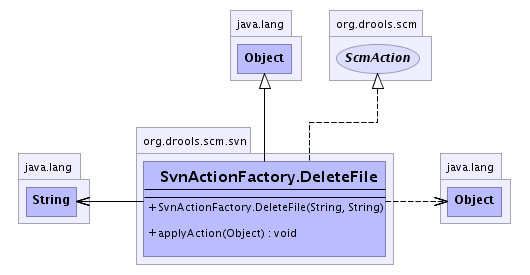 java.lang
Object
org.drools.scm
ScmAction
org.drools.scm.svn
SvnActionFactory.DeleteFile
+SvnActionFactory.DeleteFile(String, String)
+applyAction(Object) : void
java.lang
String
java.lang
Object